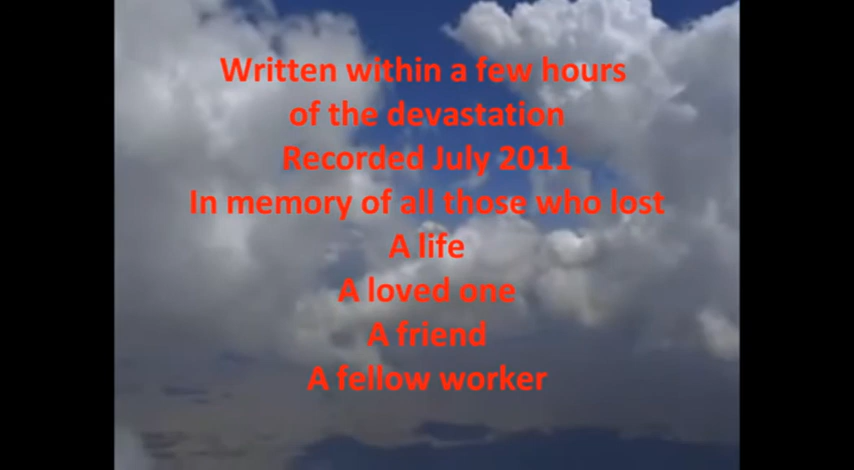 Written within a few hours
of the devastation
Recorded July 2011
In memory of all those who lost
A life
A loved one
A friend
A fellow worker